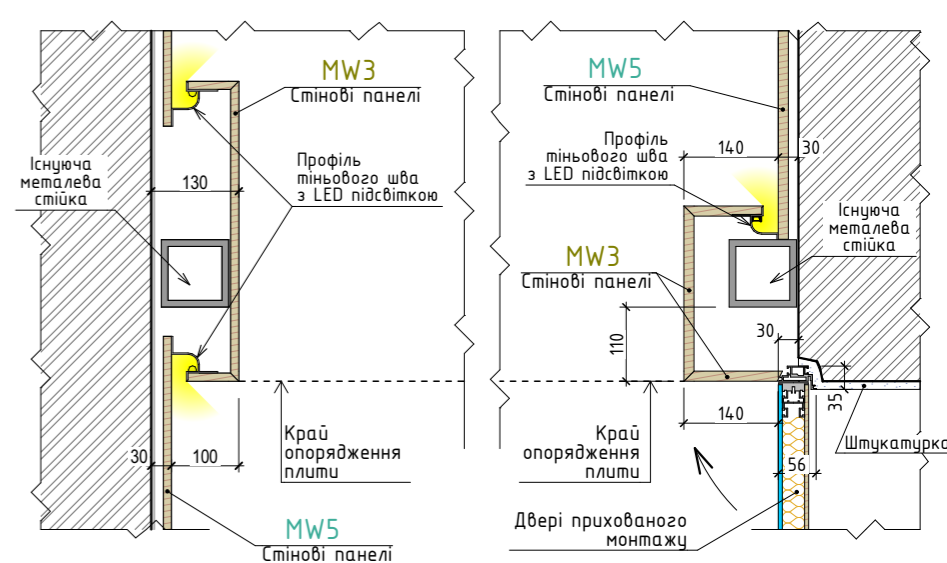 MW3
Стінові панелі
Існуюча
металева
стійка
130
Профіль
тіньового шва
з LED підсвіткою
30
100
Край
опорядження
плити
MW5
Стінові панелі
MW5
Стінові панелі
Профіль
тіньового шва
з LED підсвіткою
140
30
Існуюча
металева
стійка
MW3
Стінові панелі
110
30
35
140
Край
опорядження
плити
56
Штукатурка
Двері прихованого
монтажу